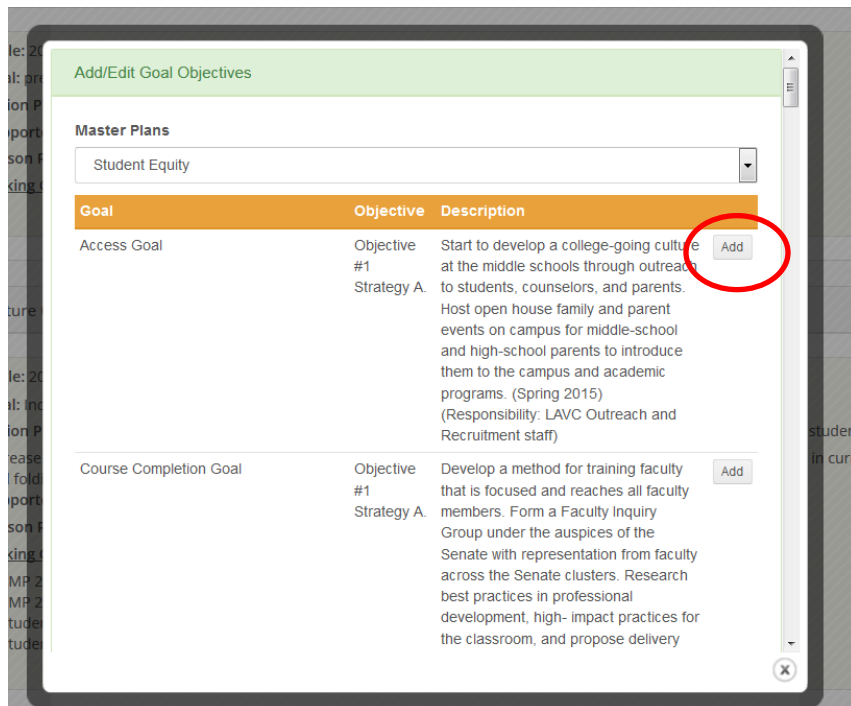 Add/Edit Goal Objectives
Master Plans
Student Equity
Goal Objective Description
Access Goal Objective Start to develop a college-going culture Add
#1 at the middle schools through outreach
Strategy A. to students, counselors, and parents.
Host open house family and parent
events on campus for middle-school
and high-school parents to introduce
them to the campus and academic
programs. (Spring 2015)
(Responsibility: LAVC Outreach and
Recruitment staff)
Course Completion Goal Objective Develop a method for training faculty Add
#1 that is focused and reaches all faculty
Strategy A. members. Form a Faculty Inquiry
Group under the auspices of the
Senate with representation from faculty
across the Senate clusters. Research
best practices in professional
development, high- impact practices for
the classroom, and propose delivery